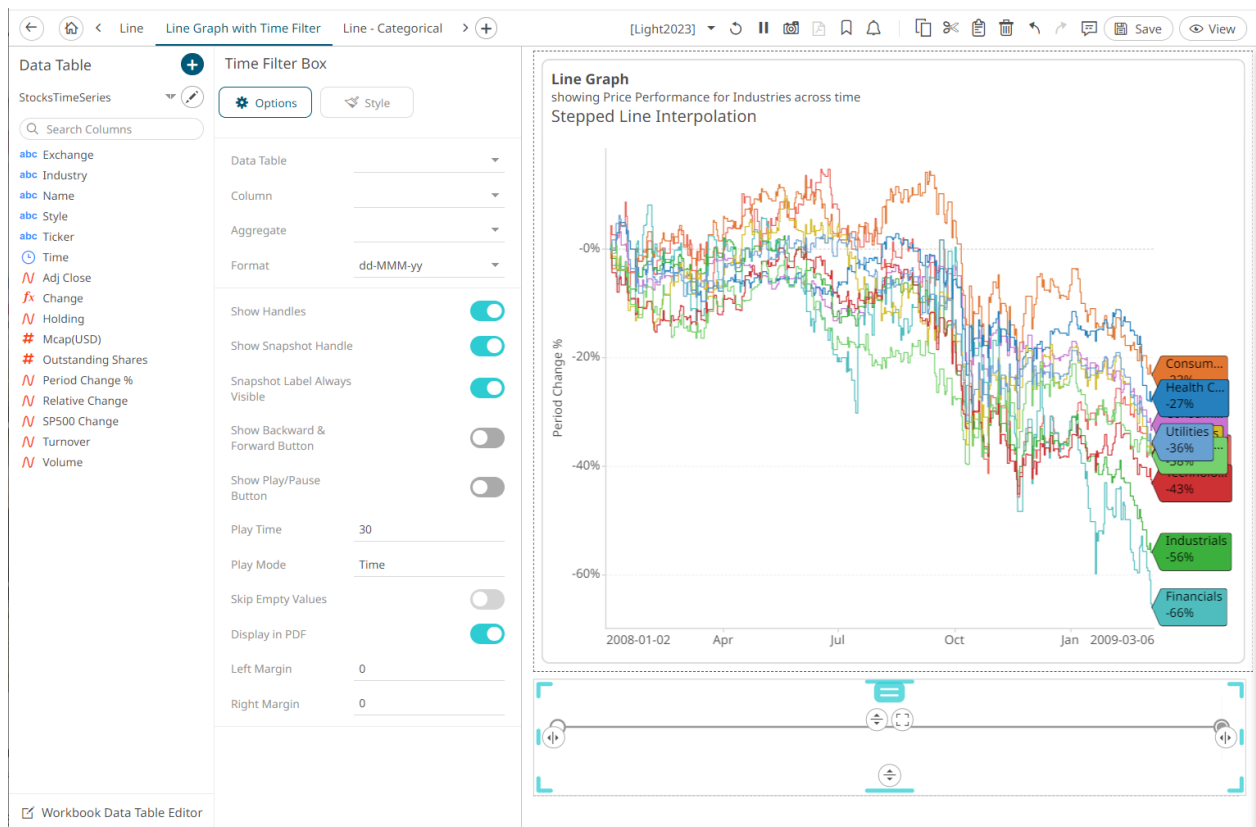 Line
Line Graph with Time Filter
Line - Categorical
[Light2023]
Save
View
Data Table
StocksTimeSeries
Search Columns
abc Exchange
abc Industry
abc Name
abc Style
abc Ticker
Time
Adj Close
fx Change
Holding
# Mcap(USD)
# Outstanding Shares
Period Change %
Relative Change
SP500 Change
Turnover
Volume
Workbook Data Table Editor
Time Filter Box
Options
Style
Data Table
Column
Aggregate
Format dd-MMM-yy
Show Handles
Show Snapshot Handle
Snapshot Label Always
Visible
Show Backward &
Forward Button
Show Play/Pause
Button
Play Time 30
Play Mode Time
Skip Empty Values
Display in PDF
Left Margin 0
Right Margin 0
Line Graph
showing Price Performance for Industries across time
Stepped Line Interpolation
Period Change %
-0%
-20%
-40%
-60%
2008-01-02 Apr Jul Oct Jan 2009-03-06
Consum...
Health C...
-27%
Utilities
-36%
-43%
Industrials
-56%
Financials
-66%